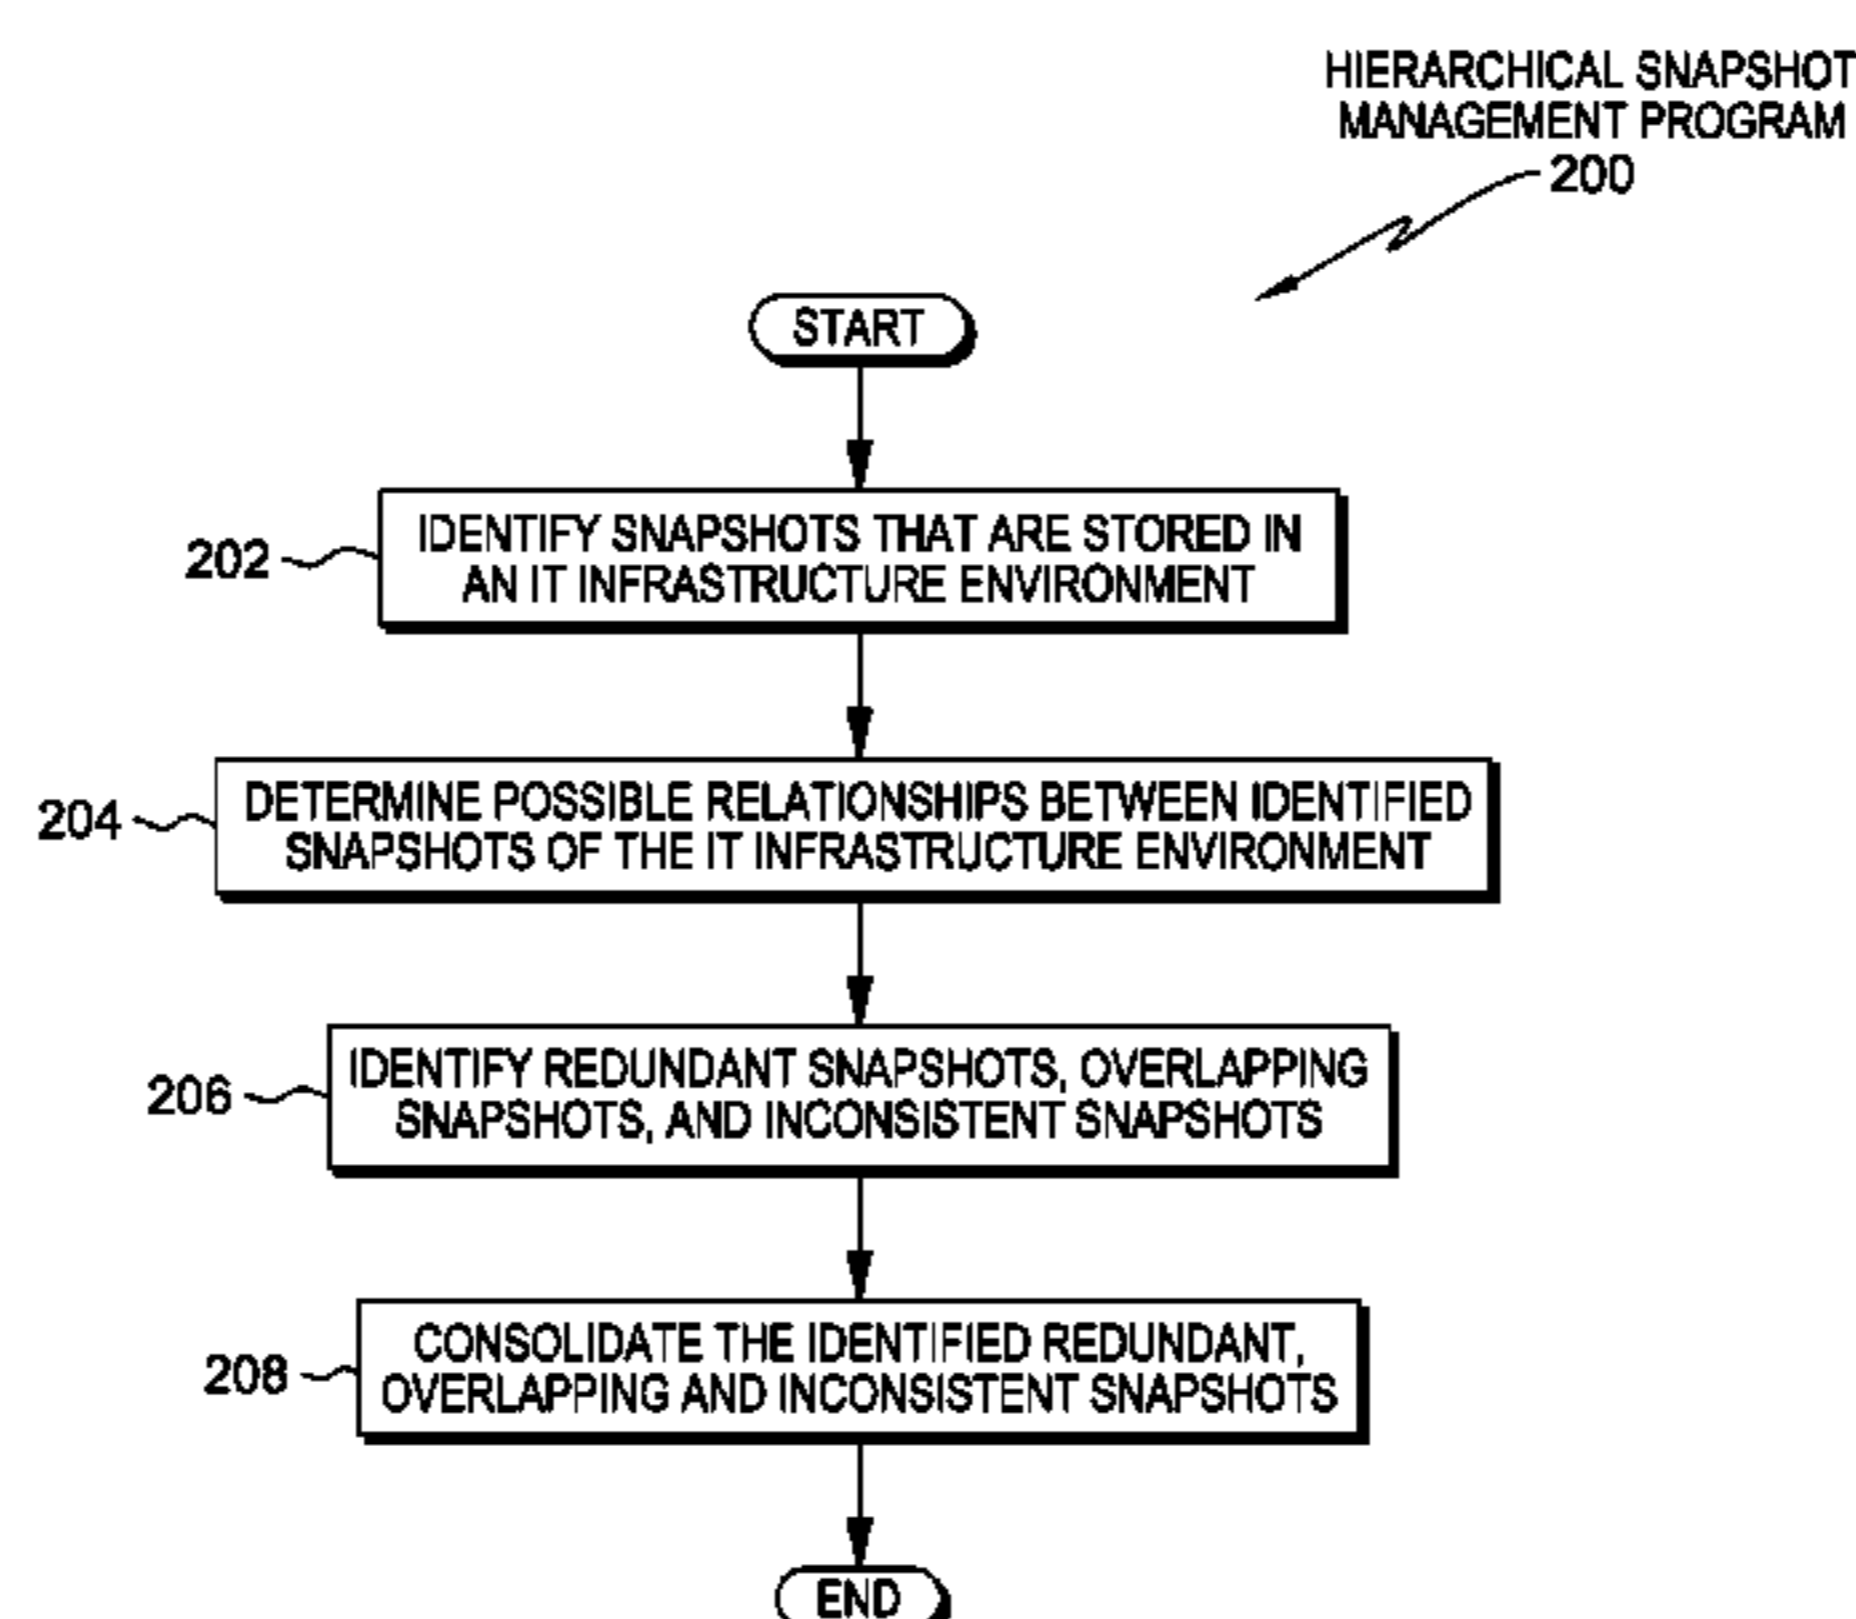 HIERARCHICAL SNAPSHOT
MANAGEMENT PROGRAM
200
START
202
IDENTIFY SNAPSHOTS THAT ARE STORED IN
AN IT INFRASTRUCTURE ENVIRONMENT
204
DETERMINE POSSIBLE RELATIONSHIPS BETWEEN IDENTIFIED
SNAPSHOTS OF THE IT INFRASTRUCTURE ENVIRONMENT
206
IDENTIFY REDUNDANT SNAPSHOTS, OVERLAPPING
SNAPSHOTS, AND INCONSISTENT SNAPSHOTS
208
CONSOLIDATE THE IDENTIFIED REDUNDANT,
OVERLAPPING AND INCONSISTENT SNAPSHOTS
END